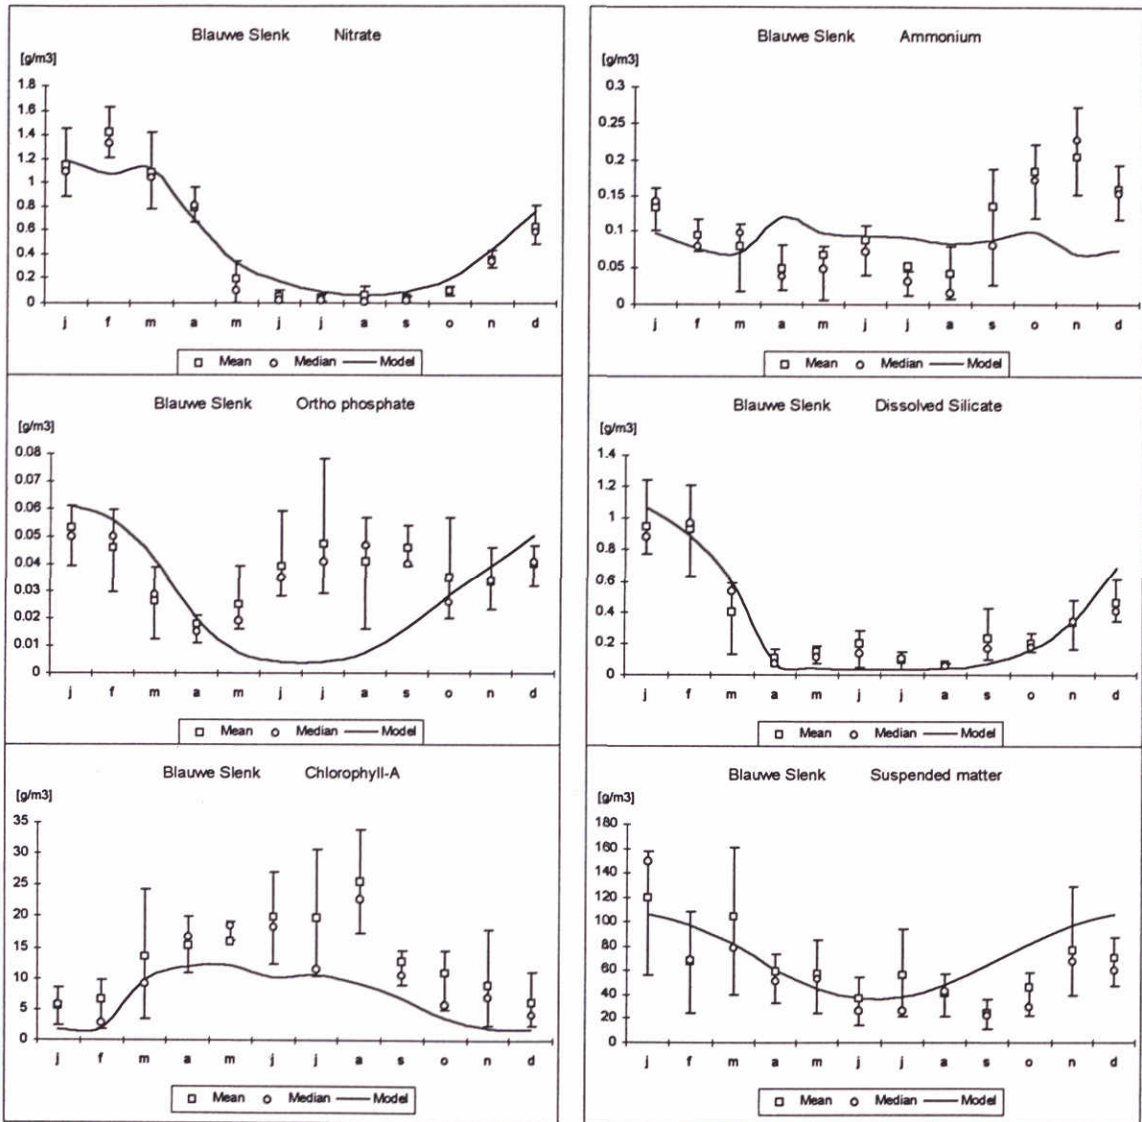 Blauwe Slenk Nitrate
[g/m3]
1.8
1.6
1.4
1.2
1
0.8
0.6
0.4
0.2
0
j f m a m j j a s o n d
Mean Median Model
Blauwe Slenk Ammonium
[g/m3]
0.3
0.25
0.2
0.15
0.1
0.05
0
j f m a m j j a s o n d
Mean Median Model
Blauwe Slenk Ortho phosphate
[g/m3]
0.08
0.07
0.06
0.05
0.04
0.03
0.02
0.01
0
j f m a m j j a s o n d
Mean Median Model
Blauwe Slenk Dissolved Silicate
[g/m3]
1.4
1.2
1
0.8
0.6
0.4
0.2
0
j f m a m j j a s o n d
Mean Median Model
Blauwe Slenk Chlorophyll-A
[g/m3]
35
30
25
20
15
10
5
0
j f m a m j j a s o n d
Mean Median Model
Blauwe Slenk Suspended matter
[g/m3]
180
160
140
120
100
80
60
40
20
0
j f m a m j j a s o n d
Mean Median Model